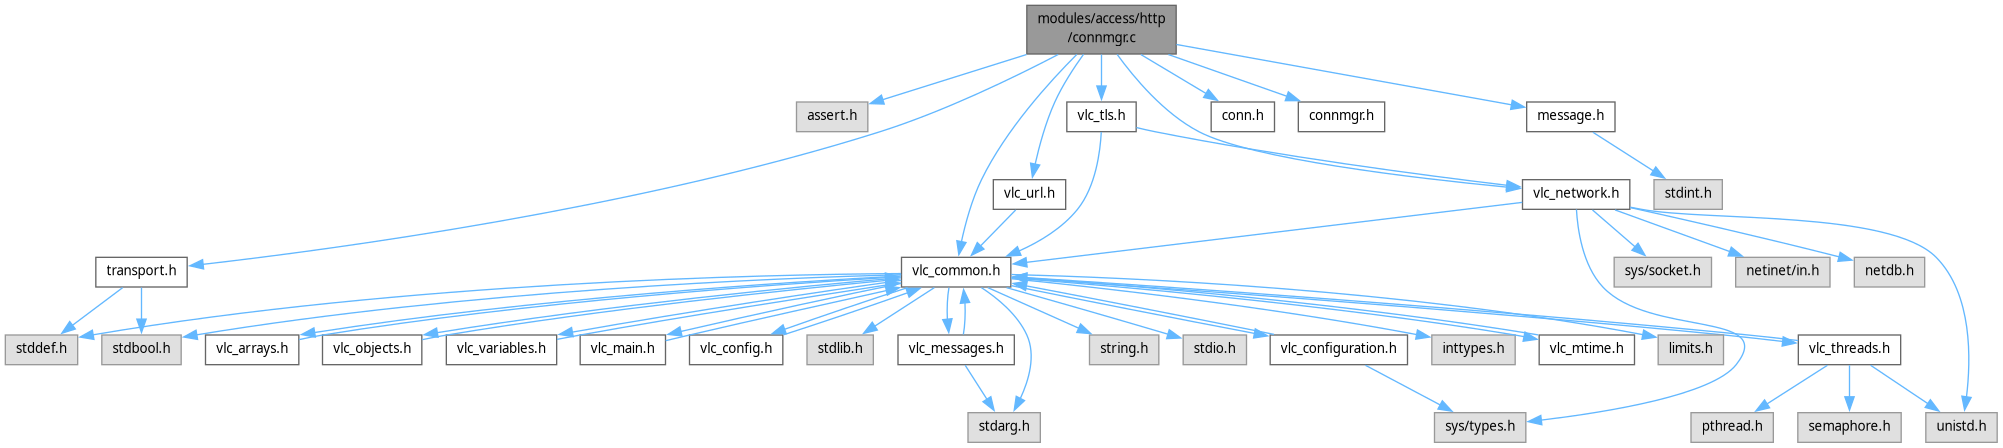 modules/access/http
/connmgr.c
assert.h
vlc_tls.h
conn.h
connmgr.h
message.h
vlc_url.h
vlc_network.h
stdint.h
transport.h
vlc_common.h
sys/socket.h
netinet/in.h
netdb.h
stddef.h
stdbool.h
vlc_arrays.h
vlc_objects.h
vlc_variables.h
vlc_main.h
vlc_config.h
stdlib.h
vlc_messages.h
string.h
stdio.h
vlc_configuration.h
inttypes.h
vlc_mtime.h
limits.h
vlc_threads.h
stdarg.h
sys/types.h
pthread.h
semaphore.h
unistd.h